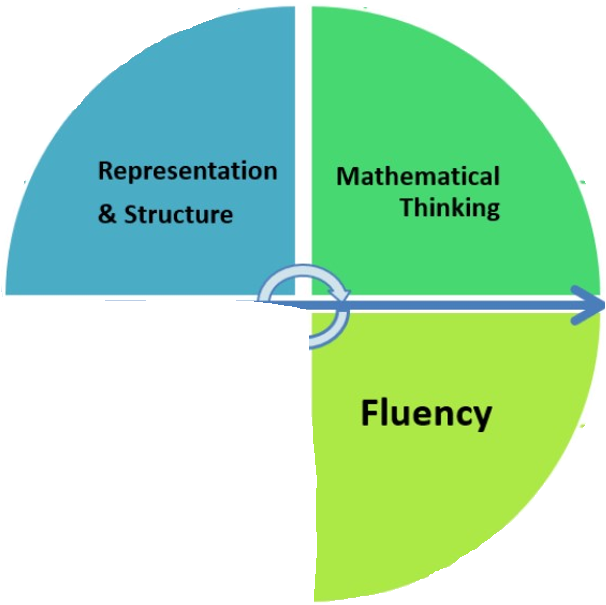 Representation
& Structure
Mathematical
Thinking
Fluency